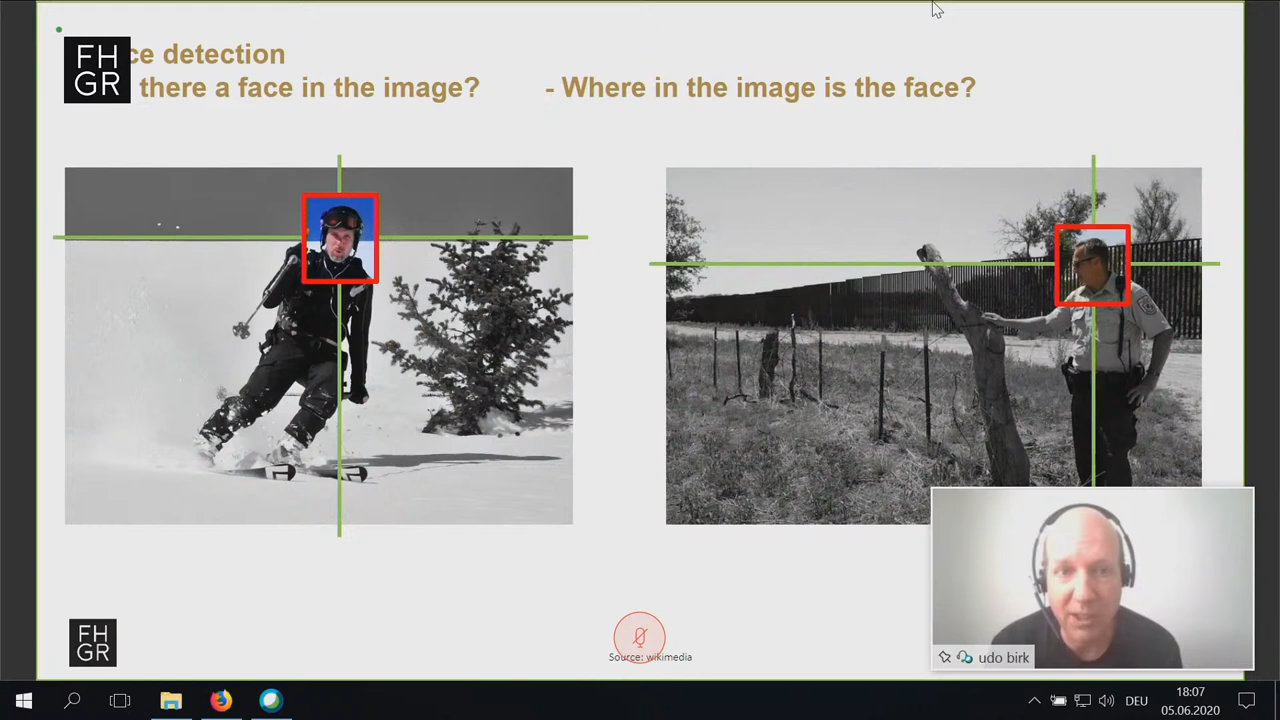 FH
GR
ce detection
there a face in the image?
- Where in the image is the face?
FH
GR
Source: wikimedia
udo birk
DEU
18:07
05.06.2020